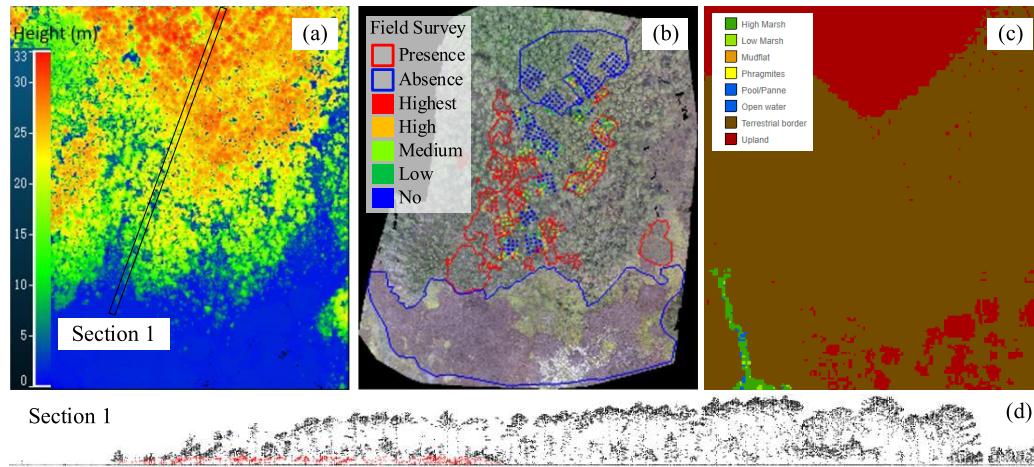 Height (m)
33
30
25
20
15
10
5
0
Section 1
(a)
Field Survey
Presence
Absence
Highest
High
Medium
Low
No
(b)
High Marsh
Low Marsh
Mudflat
Phragmites
Pool/Panne
Open water
Terrestrial border
Upland
(c)
Section 1
(d)